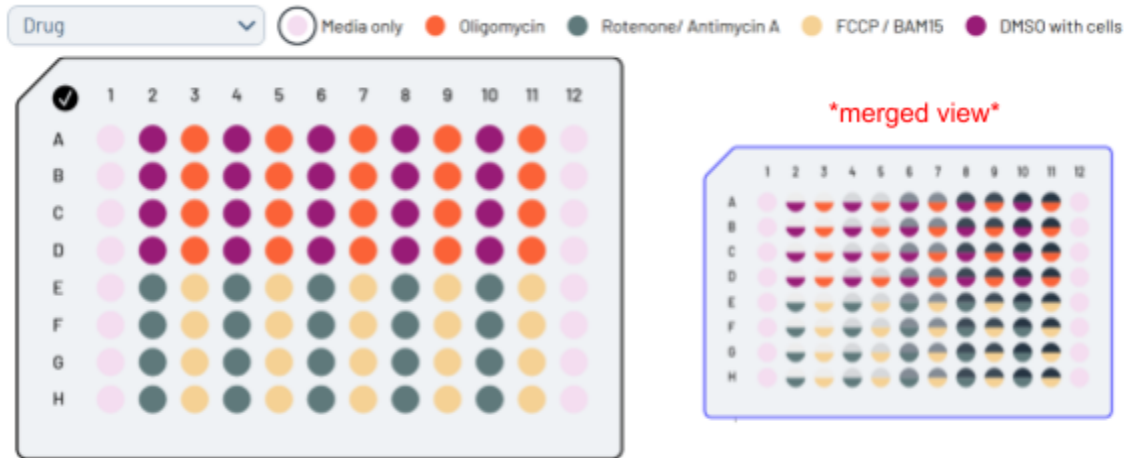 Drug Media only Oligomycin Rotenone/ Antimycin A FCCP / BAM15 DMSO with cells
1 2 3 4 5 6 7 8 9 10 11 12
A
B
C
D
E
F
G
H
*merged view*
1 2 3 4 5 6 7 8 9 10 11 12
A
B
C
D
E
F
G
H